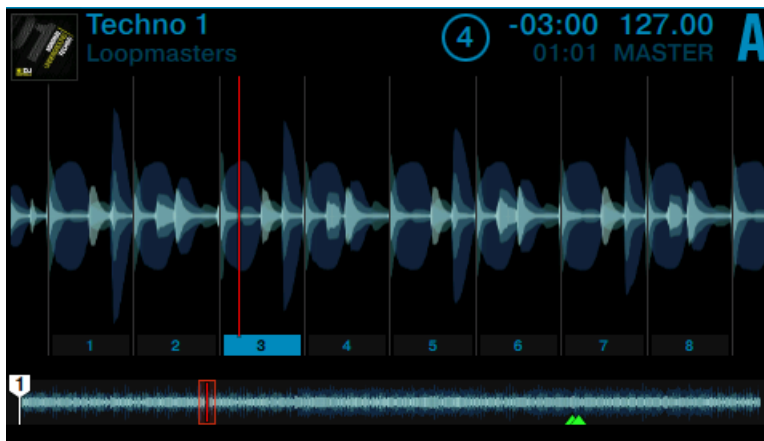 Techno 1
Loopmasters
4
-03:00 127.00
01:01 MASTER
A
1 2 3 4 5 6 7 8
1